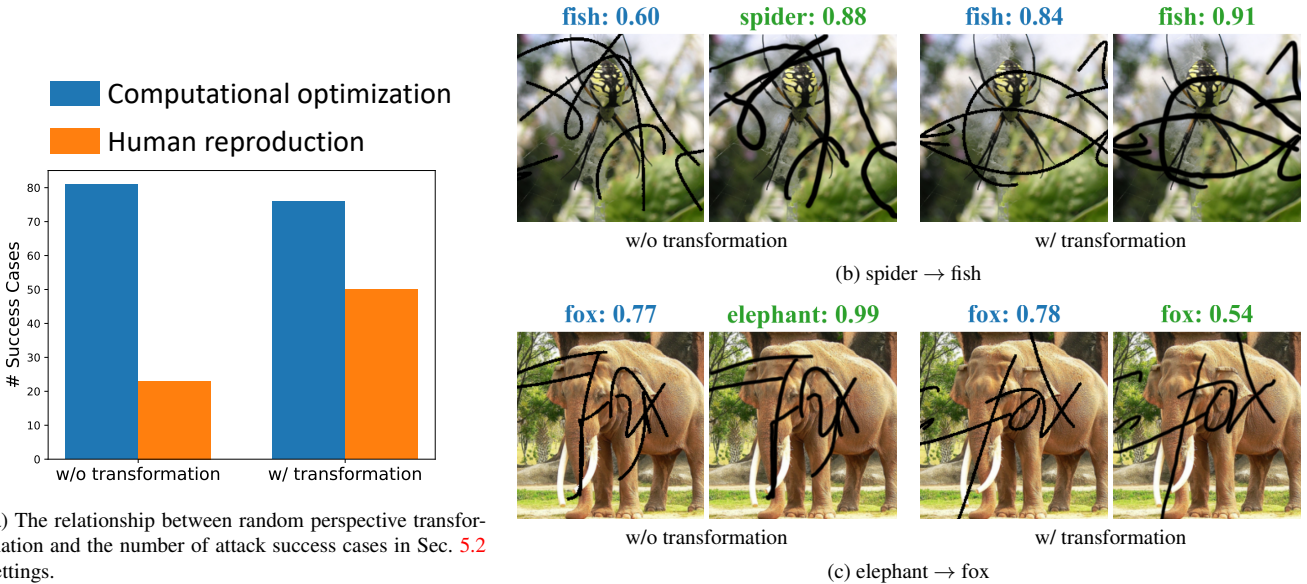 Computational optimization
Human reproduction
# Success Cases
80
70
60
50
40
30
20
10
0
w/o transformation
w/ transformation
) The relationship between random perspective transfor-
ation and the number of attack success cases in Sec. 5.2
ettings.
fish: 0.60
spider: 0.88
fish: 0.84
fish: 0.91
w/o transformation
w/ transformation
(b) spider → fish
fox: 0.77
elephant: 0.99
fox: 0.78
fox: 0.54
fox
fox
w/o transformation
w/ transformation
(c) elephant → fox